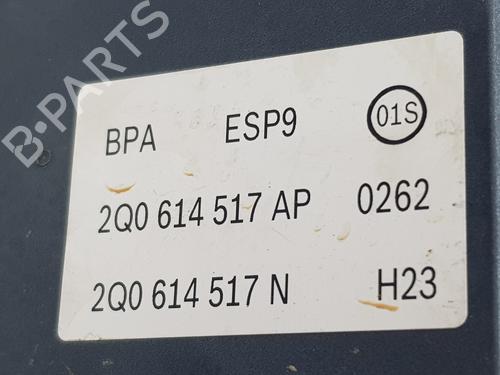 B-PARTS
BPA ESP9 01S
2Q0 614 517 AP 0262
2Q0 614 517 N H23